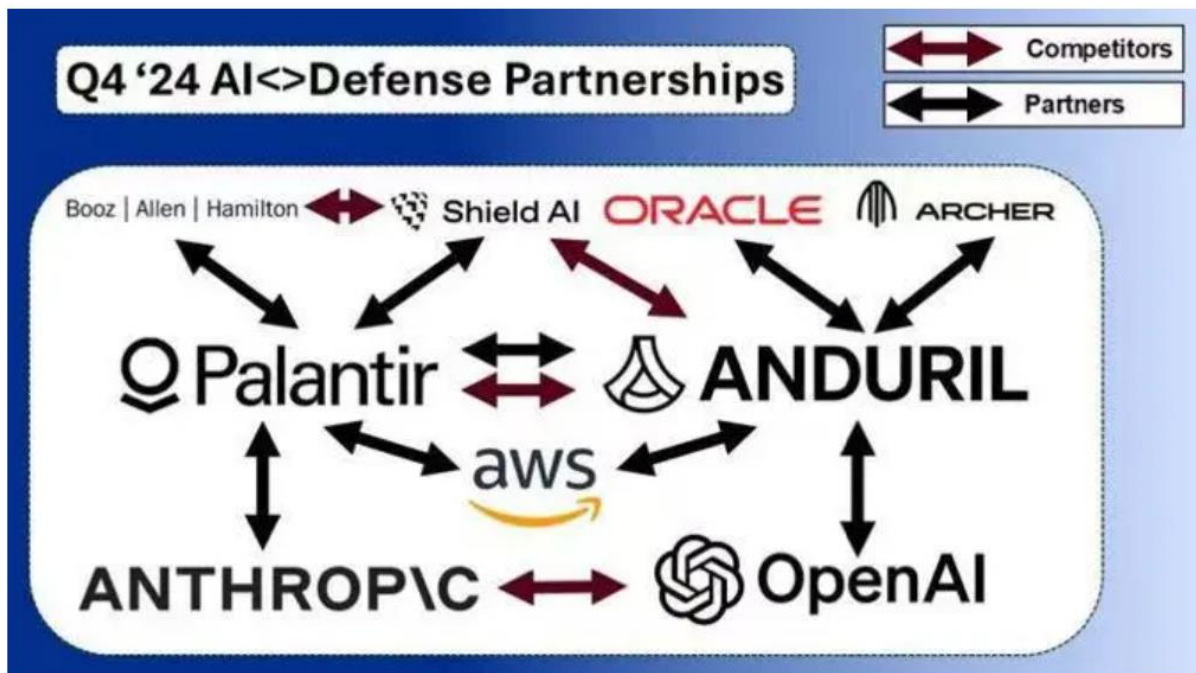 Q4 ‘24 AI<>Defense Partnerships
Competitors
Partners
Booz | Allen | Hamilton
Shield AI
ORACLE
ARCHER
Palantir
ANDURIL
aws
ANTHROP\C
OpenAI